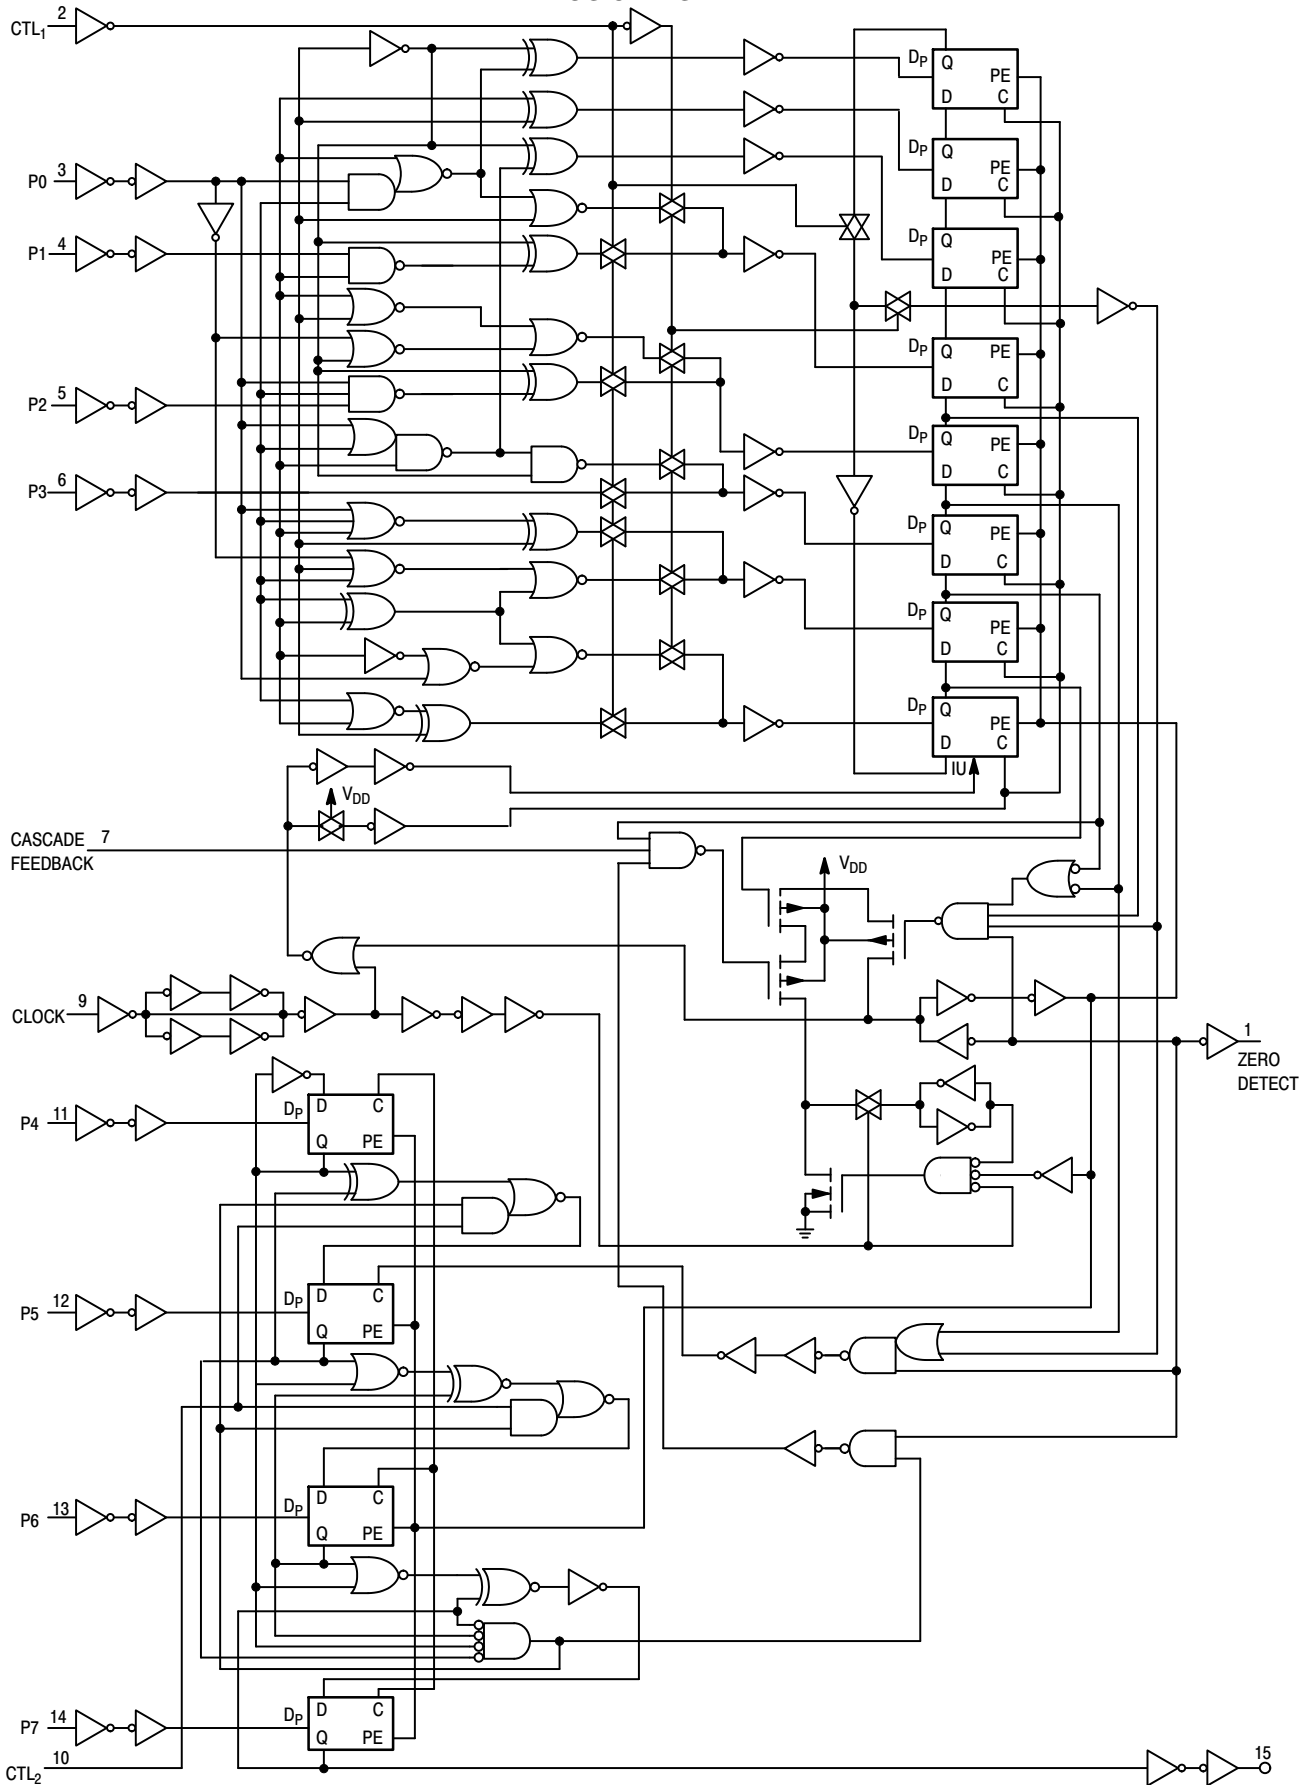 CTL1 2
DP Q PE
D C
DP Q PE
D C
P0 3
P1 4
DP Q PE
D C
DP Q PE
D C
P2 5
DP Q PE
D C
P3 6
DP Q PE
D C
DP Q PE
D C
DP Q PE
D C
IU
VDD
CASCADE 7
FEEDBACK
VDD
CLOCK 9
1
ZERO
DETECT
P4 11
DP D C
Q PE
P5 12
DP D C
Q PE
P6 13
DP D C
Q PE
P7 14
DP D C
Q PE
CTL2 10
15